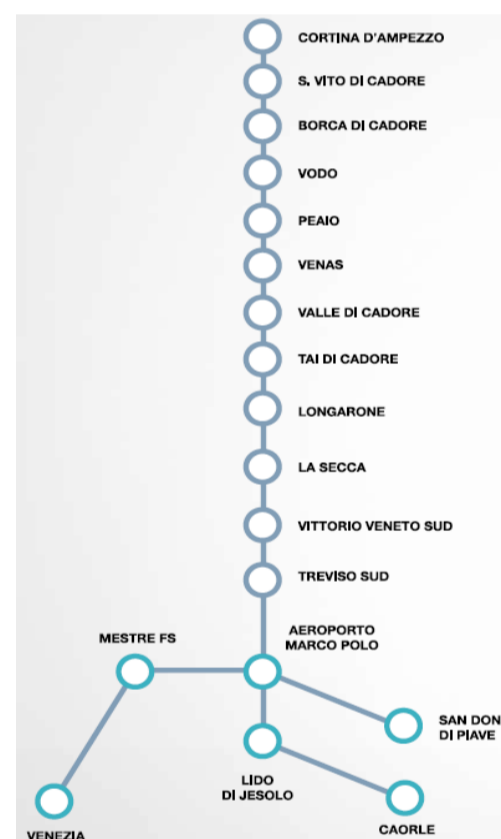 CORTINA D'AMPEZZO
S. VITO DI CADORE
BORCA DI CADORE
VODO
PEAIO
VENAS
VALLE DI CADORE
TAI DI CADORE
LONGARONE
LA SECCA
VITTORIO VENETO SUD
TREVISO SUD
AEROPORTO
MARCO POLO
MESTRE FS
SAN DON
DI PIAVE
LIDO
DI JESOLO
CAORLE
VENEZIA